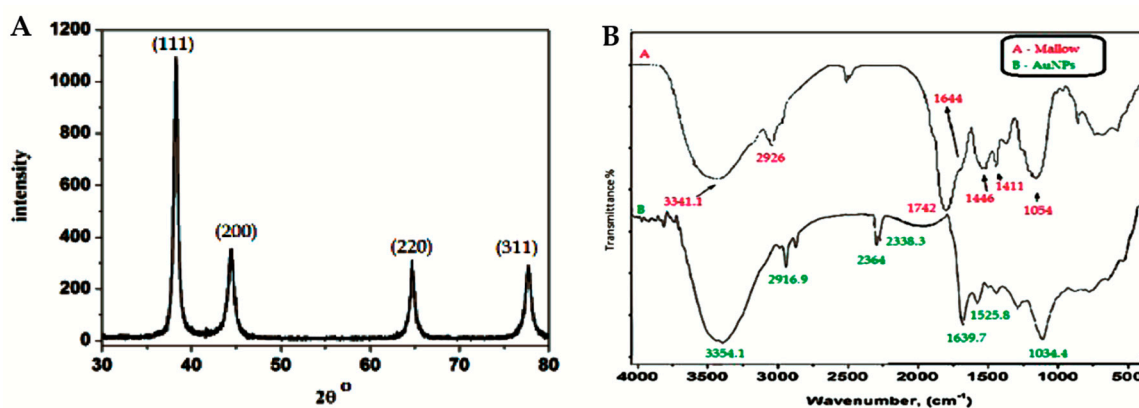 A
1200
1000
800
600
400
200
0
intensity
(111)
(200)
(220)
(311)
30 40 50 60 70 80
2θ°
B
A - Mallow
B - AuNPs
A
B
Transmittance%
3341.1
2926
1644
1742
1446
1411
1054
3354.1
2916.9
2364
2338.3
1639.7
1525.8
1034.4
4000 3500 3000 2500 2000 1500 1000 500
Wavenumber, (cm⁻¹)